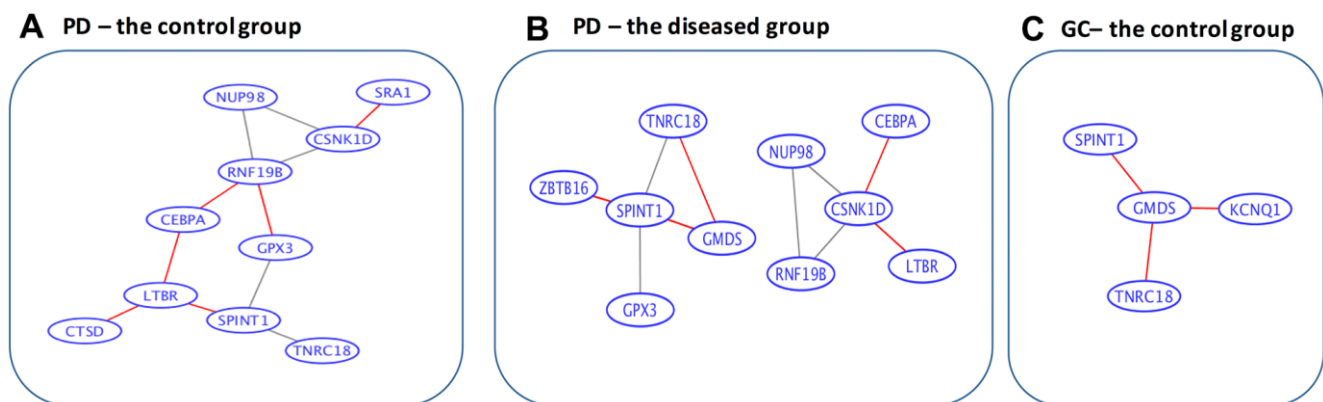 A PD – the control group
NUP98
SRA1
CSNK1D
RNF19B
CEBPA
GPX3
LTBR
SPINT1
CTSD
TNRC18
B PD – the diseased group
TNRC18
CEBPA
NUP98
ZBTB16
SPINT1
CSNK1D
GMDS
LTBR
RNF19B
GPX3
C GC– the control group
SPINT1
GMDS
KCNQ1
TNRC18